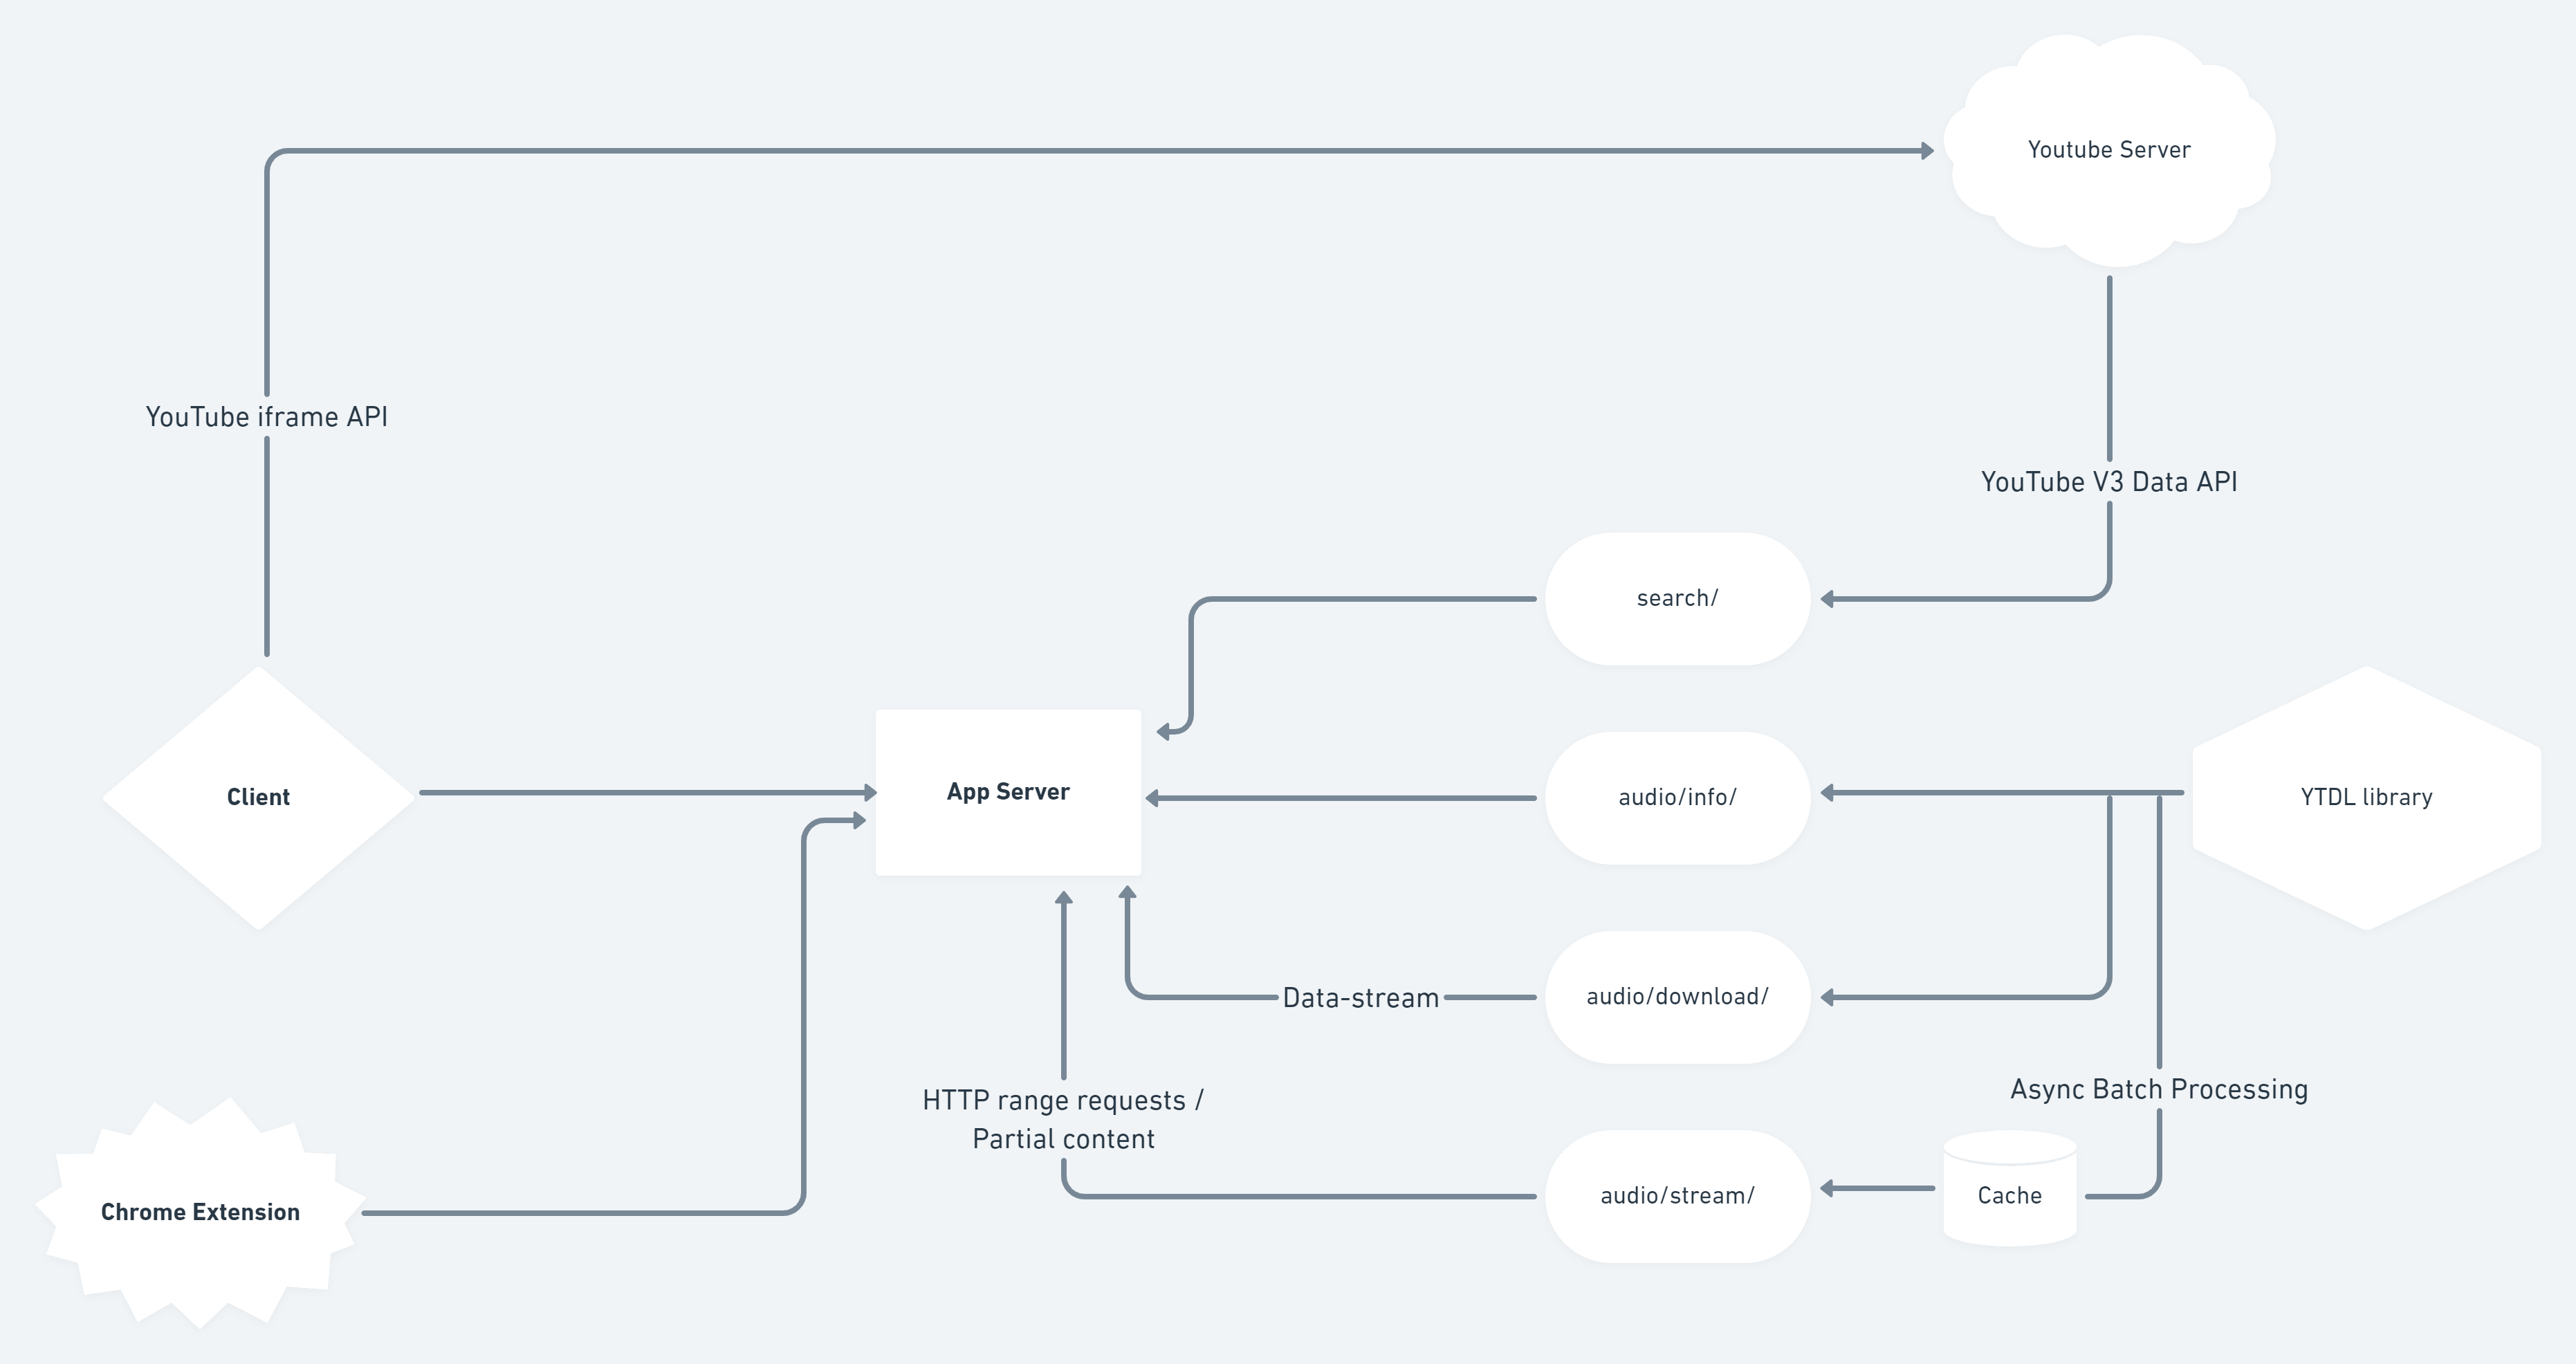 Youtube Server
YouTube iframe API
YouTube V3 Data API
search/
Client
App Server
audio/info/
YTDL library
audio/download/
Data-stream
HTTP range requests /
Partial content
Async Batch Processing
Chrome Extension
audio/stream/
Cache